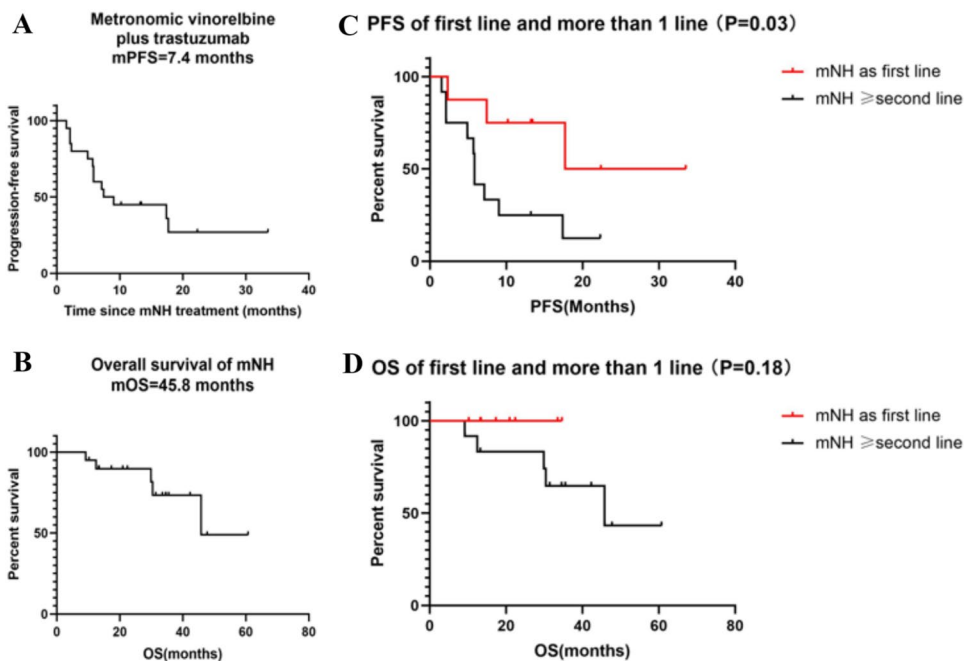 A
Metronomic vinorelbine
plus trastuzumab
mPFS=7.4 months
Progression-free survival
100
50
0
0 10 20 30 40
Time since mNH treatment (months)
C
PFS of first line and more than 1 line (P=0.03)
mNH as first line
mNH ⩾second line
Percent survival
100
50
0
0 10 20 30 40
PFS(Months)
B
Overall survival of mNH
mOS=45.8 months
Percent survival
100
50
0
0 20 40 60 80
OS(months)
D
OS of first line and more than 1 line (P=0.18)
mNH as first line
mNH ⩾second line
Percent survival
100
50
0
0 20 40 60 80
OS(months)